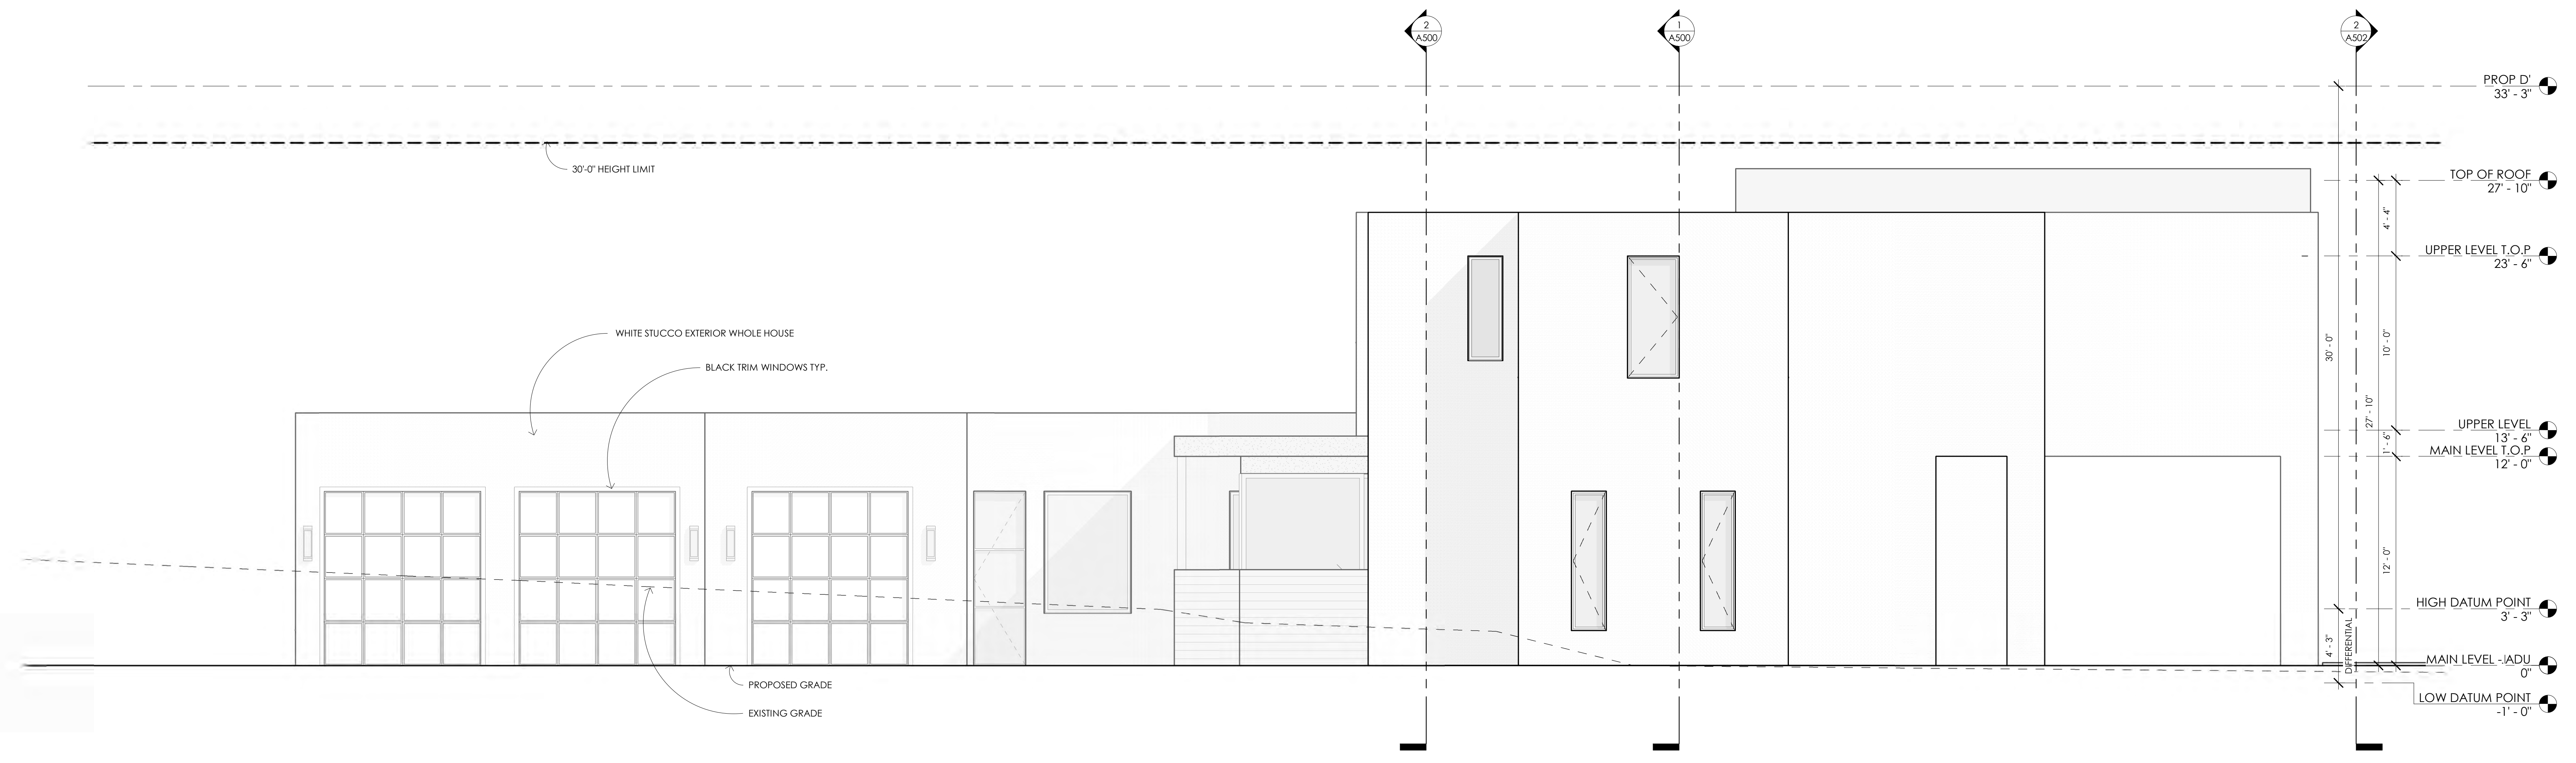 2
A500
1
A500
2
A502
PROP D'
33' - 3"
30'-0" HEIGHT LIMIT
TOP OF ROOF
27' - 10"
4' - 4"
UPPER LEVEL T.O.P
23' - 6"
WHITE STUCCO EXTERIOR WHOLE HOUSE
30' - 0"
10' - 0"
BLACK TRIM WINDOWS TYP.
27' - 10"
UPPER LEVEL
13' - 6"
1' - 6"
MAIN LEVEL T.O.P
12' - 0"
12' - 0"
HIGH DATUM POINT
3' - 3"
4' - 3"
DIFFERENTIAL
MAIN LEVEL - JADU
0"
PROPOSED GRADE
LOW DATUM POINT
-1' - 0"
EXISTING GRADE